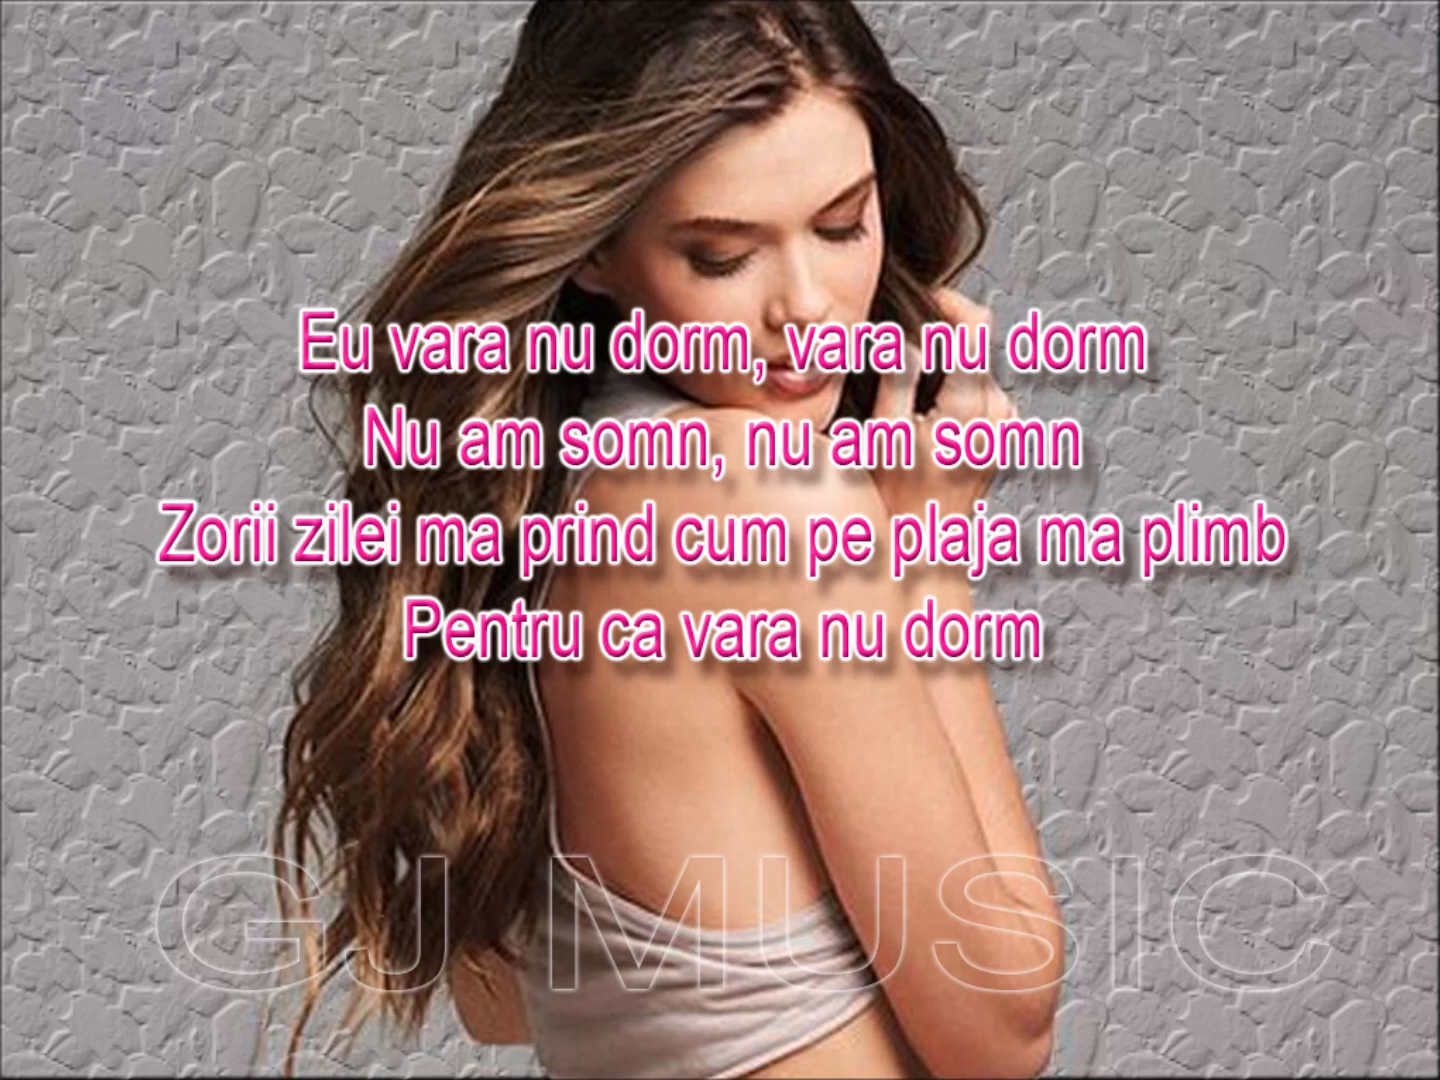 Eu vara nu dorm, vara nu dorm
Nu am somn, nu am somn
Zorii zilei ma prind cum pe plaja ma plimb
Pentru ca vara nu dorm
GJ MUSIC